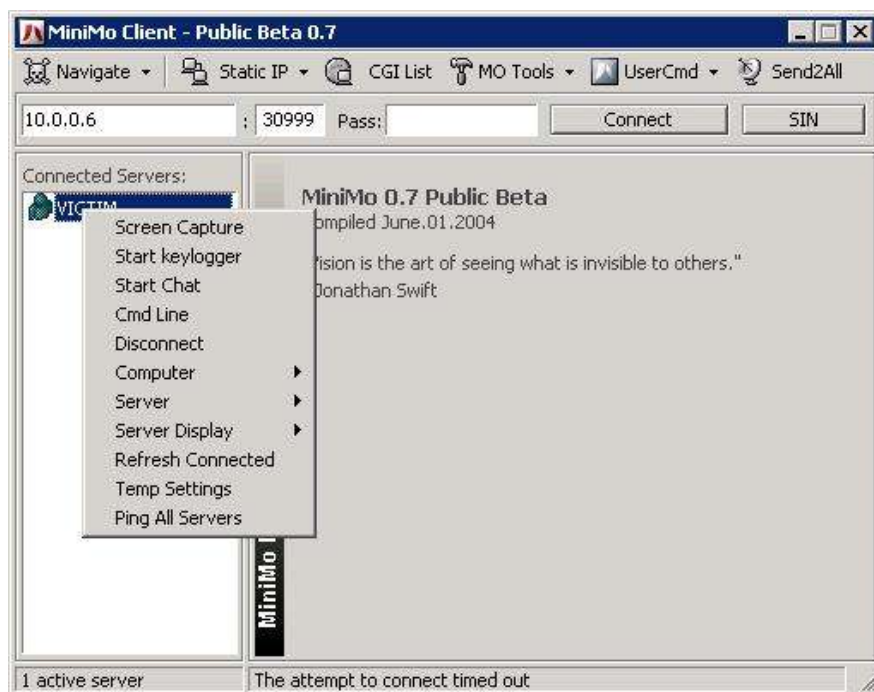 MiniMo Client - Public Beta 0.7
Navigate Static IP CGI List MO Tools UserCmd Send2All
10.0.0.6 : 30999 Pass: Connect SIN
Connected Servers:
VICTIM
MiniMo 0.7 Public Beta
ompiled June.01.2004
ision is the art of seeing what is invisible to others."
Jonathan Swift
Screen Capture
Start keylogger
Start Chat
Cmd Line
Disconnect
Computer
Server
Server Display
Refresh Connected
Temp Settings
Ping All Servers
MiniMo
1 active server
The attempt to connect timed out